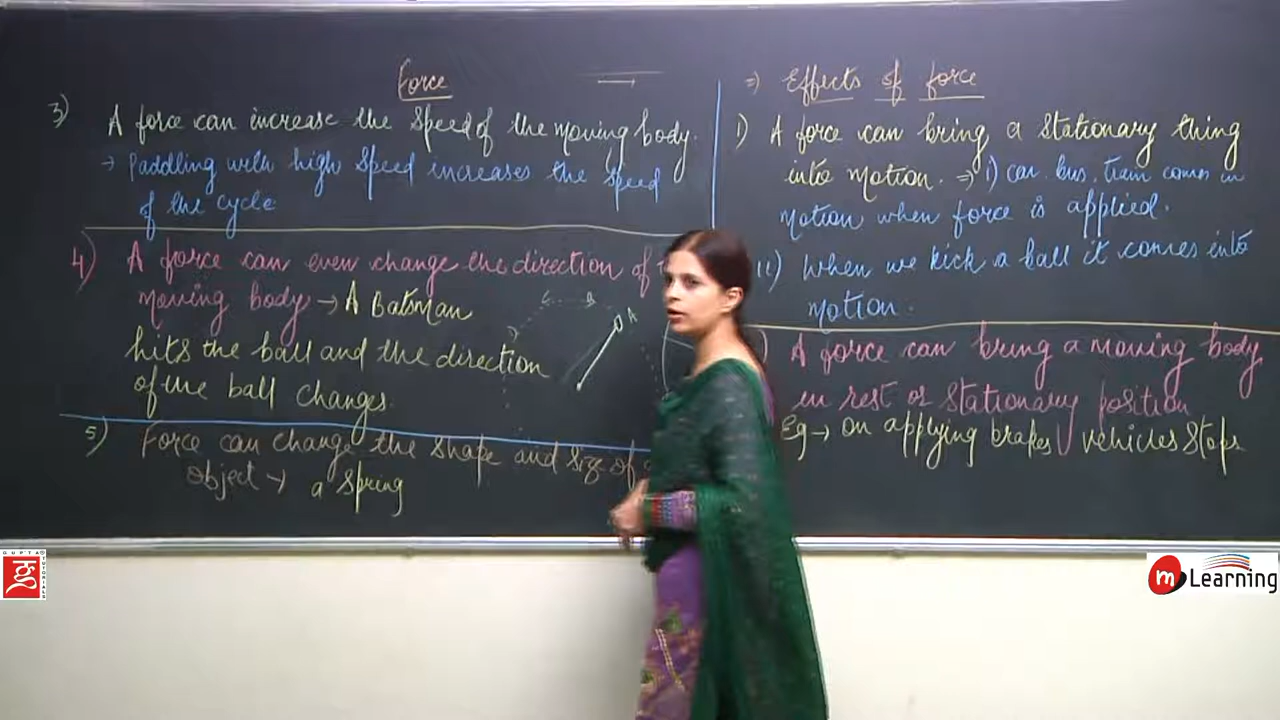 Force
⇒ Effects of force
1) A force can bring a stationary thing
into motion. ⇒ i) car. bus. train comes in
motion when force is applied.
ii) When we kick a ball it comes into
motion.
A force can bring a moving body
in rest or stationary position
Eg → On applying brakes vehicles stops
3) A force can increase the speed of the moving body.
→ Paddling with high speed increases the speed
of the cycle
4) A force can even change the direction of
moving body → A Batman
hits the ball and the direction
of the ball changes.
A
5) Force can change the shape and size of
object → a spring
GUPTA TUTORIALS
m Learning